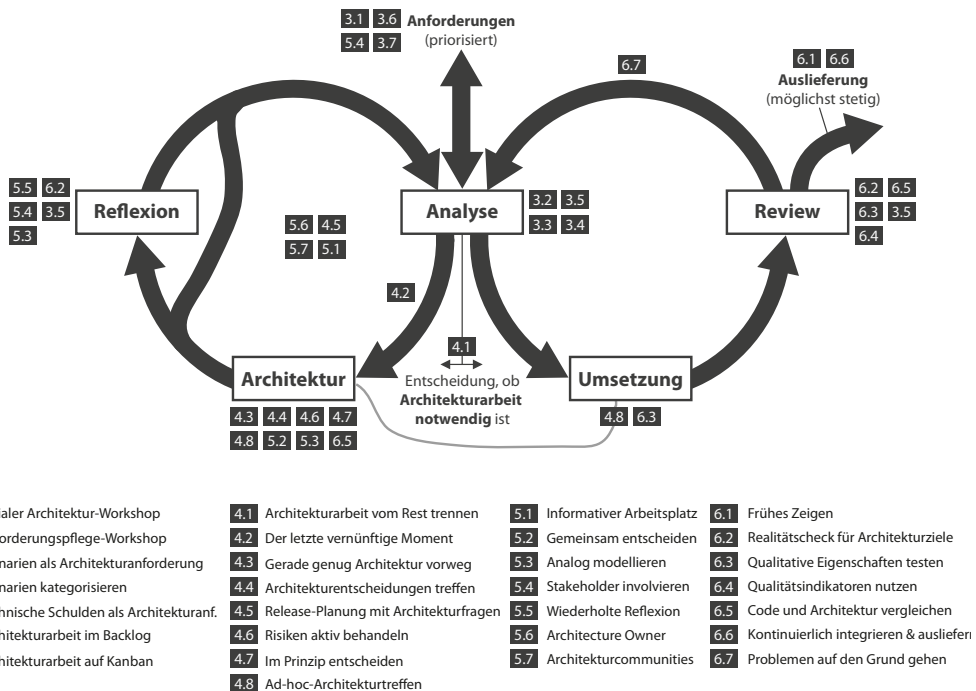 3.1 3.6 Anforderungen
5.4 3.7 (priorisiert)
6.7
6.1 6.6
Auslieferung
(möglichst stetig)
5.5 6.2
5.4 3.5
5.3
Reflexion
5.6 4.5
5.7 5.1
Analyse
3.2 3.5
3.3 3.4
Review
6.2 6.5
6.3 3.5
6.4
4.2
4.1
Entscheidung, ob
Architekturarbeit
notwendig ist
Architektur
4.3 4.4 4.6 4.7
4.8 5.2 5.3 6.5
Umsetzung
4.8 6.3
aler Architektur-Workshop
orderungspflege-Workshop
narien als Architekturanforderung
narien kategorisieren
hnische Schulden als Architekturanf.
hitekturarbeit im Backlog
hitekturarbeit auf Kanban
4.1 Architekturarbeit vom Rest trennen
4.2 Der letzte vernünftige Moment
4.3 Gerade genug Architektur vorweg
4.4 Architekturentscheidungen treffen
4.5 Release-Planung mit Architekturfragen
4.6 Risiken aktiv behandeln
4.7 Im Prinzip entscheiden
4.8 Ad-hoc-Architekturtreffen
5.1 Informativer Arbeitsplatz
5.2 Gemeinsam entscheiden
5.3 Analog modellieren
5.4 Stakeholder involvieren
5.5 Wiederholte Reflexion
5.6 Architecture Owner
5.7 Architekturcommunities
6.1 Frühes Zeigen
6.2 Realitätscheck für Architekturziele
6.3 Qualitative Eigenschaften testen
6.4 Qualitätsindikatoren nutzen
6.5 Code und Architektur vergleichen
6.6 Kontinuierlich integrieren & ausliefern
6.7 Problemen auf den Grund gehen